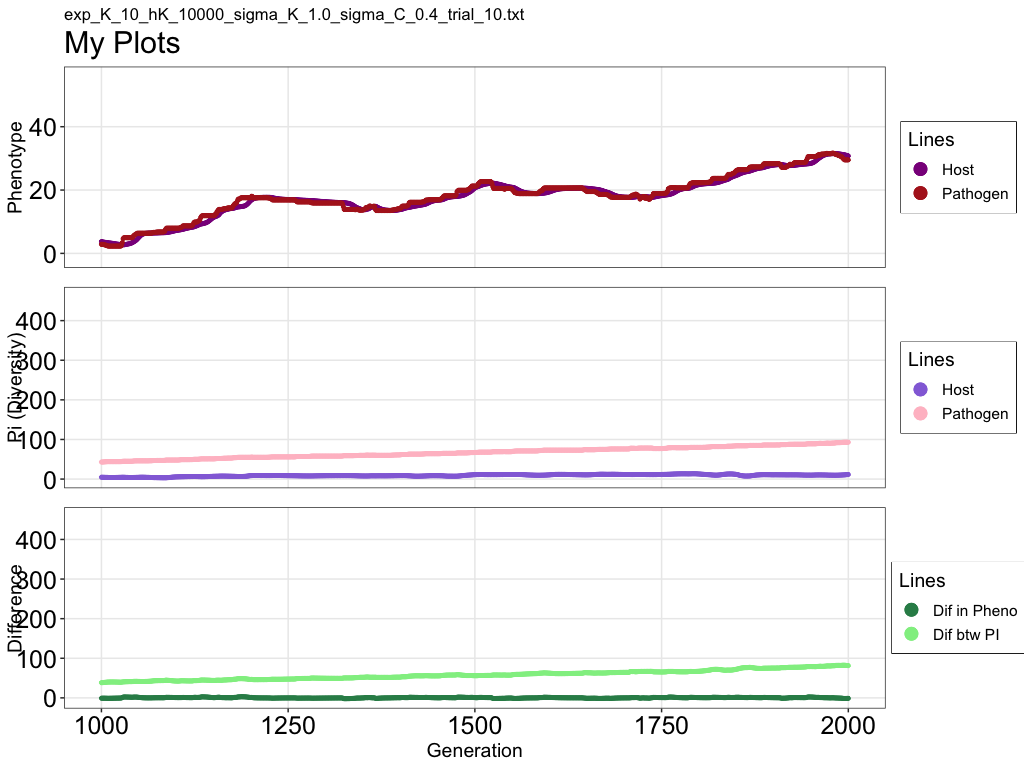 exp_K_10_hK_10000_sigma_K_1.0_sigma_C_0.4_trial_10.txt
My Plots
Phenotype
40
20
0
Lines
Host
Pathogen
Pi (Diversity)
400
300
200
100
0
Lines
Host
Pathogen
Difference
400
300
200
100
0
Lines
Dif in Pheno
Dif btw PI
1000 1250 1500 1750 2000
Generation